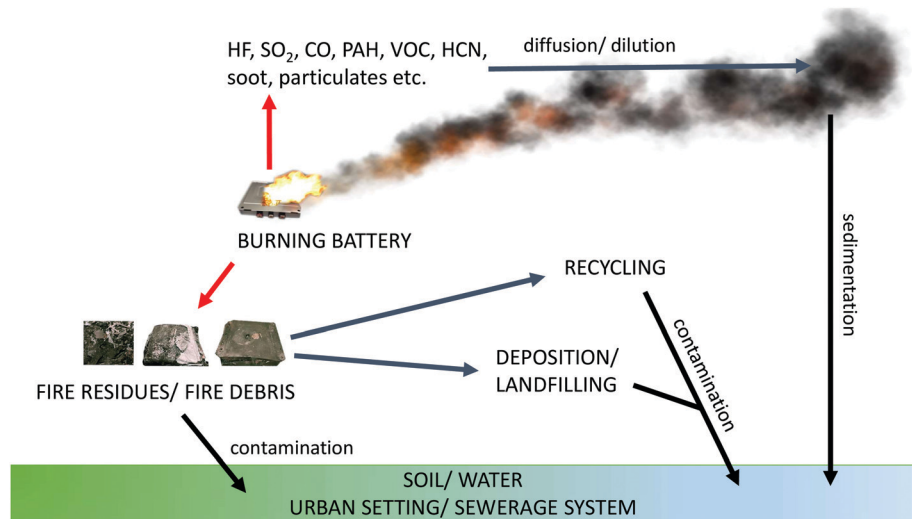 HF, SO₂, CO, PAH, VOC, HCN,
soot, particulates etc.
diffusion/ dilution
BURNING BATTERY
sedimentation
RECYCLING
contamination
DEPOSITION/
LANDFILLING
FIRE RESIDUES/ FIRE DEBRIS
contamination
SOIL/ WATER
URBAN SETTING/ SEWERAGE SYSTEM